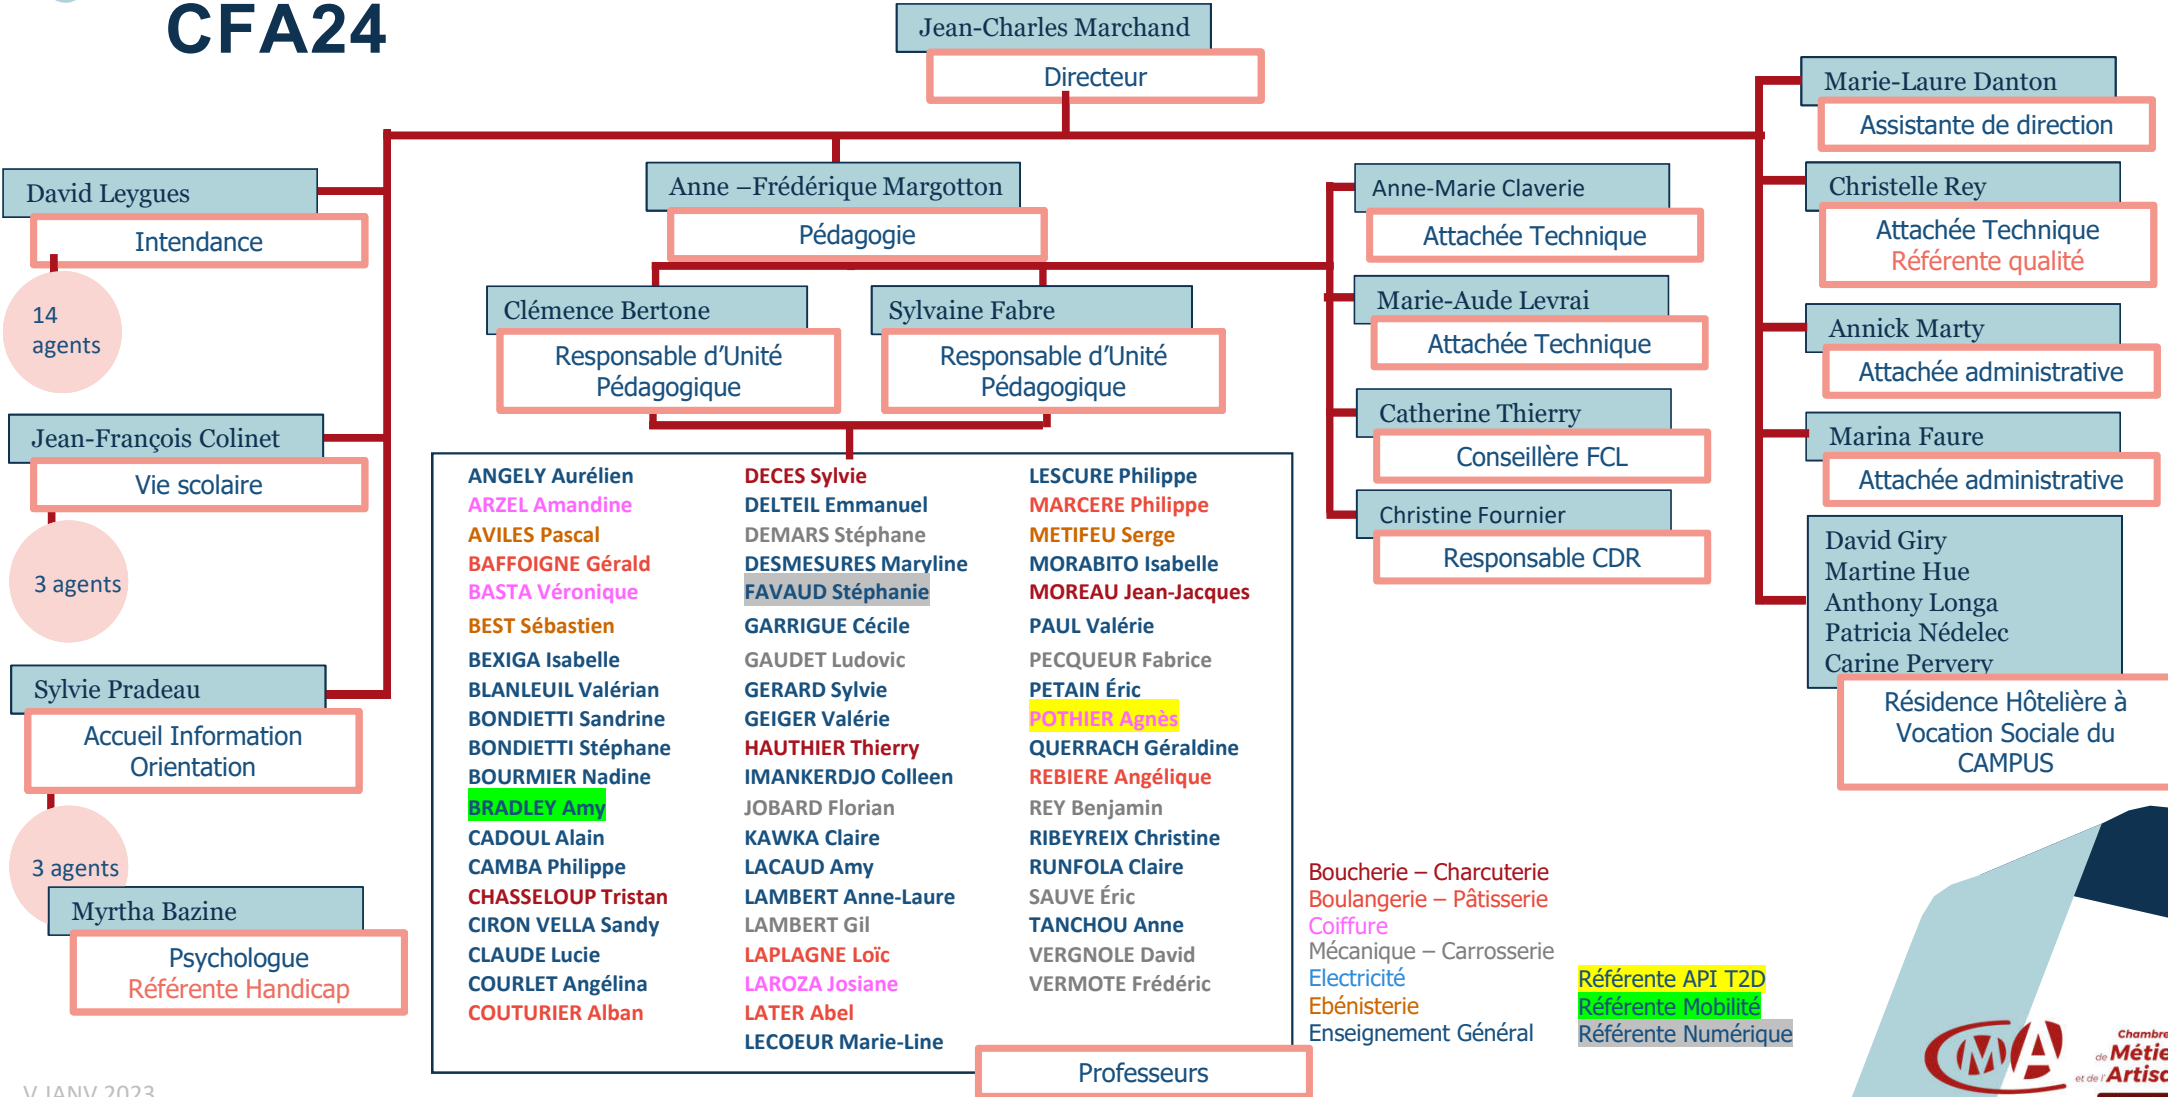 CFA24
Jean-Charles Marchand
Directeur
David Leygues
Intendance
14
agents
Jean-François Colinet
Vie scolaire
3 agents
Sylvie Pradeau
Accueil Information
Orientation
3 agents
Myrtha Bazine
Psychologue
Référente Handicap
Anne –Frédérique Margotton
Pédagogie
Clémence Bertone
Responsable d’Unité
Pédagogique
Sylvaine Fabre
Responsable d’Unité
Pédagogique
ANGELY Aurélien
ARZEL Amandine
AVILES Pascal
BAFFOIGNE Gérald
BASTA Véronique
BEST Sébastien
BEXIGA Isabelle
BLANLEUIL Valérian
BONDIETTI Sandrine
BONDIETTI Stéphane
BOURMIER Nadine
BRADLEY Amy
CADOUL Alain
CAMBA Philippe
CHASSELOUP Tristan
CIRON VELLA Sandy
CLAUDE Lucie
COURLET Angélina
COUTURIER Alban
DECES Sylvie
DELTEIL Emmanuel
DEMARS Stéphane
DESMESURES Maryline
FAVAUD Stéphanie
GARRIGUE Cécile
GAUDET Ludovic
GERARD Sylvie
GEIGER Valérie
HAUTHIER Thierry
IMANKERDJO Colleen
JOBARD Florian
KAWKA Claire
LACAUD Amy
LAMBERT Anne-Laure
LAMBERT Gil
LAPLAGNE Loïc
LAROZA Josiane
LATER Abel
LECOEUR Marie-Line
LESCURE Philippe
MARCERE Philippe
METIFEU Serge
MORABITO Isabelle
MOREAU Jean-Jacques
PAUL Valérie
PECQUEUR Fabrice
PETAIN Éric
POTHIER Agnès
QUERRACH Géraldine
REBIERE Angélique
REY Benjamin
RIBEYREIX Christine
RUNFOLA Claire
SAUVE Éric
TANCHOU Anne
VERGNOLE David
VERMOTE Frédéric
Professeurs
Anne-Marie Claverie
Attachée Technique
Marie-Aude Levrai
Attachée Technique
Catherine Thierry
Conseillère FCL
Christine Fournier
Responsable CDR
Marie-Laure Danton
Assistante de direction
Christelle Rey
Attachée Technique
Référente qualité
Annick Marty
Attachée administrative
Marina Faure
Attachée administrative
David Giry
Martine Hue
Anthony Longa
Patricia Nédelec
Carine Pervery
Résidence Hôtelière à
Vocation Sociale du
CAMPUS
Boucherie – Charcuterie
Boulangerie – Pâtisserie
Coiffure
Mécanique – Carrosserie
Electricité
Ebénisterie
Enseignement Général
Référente API T2D
Référente Mobilité
Référente Numérique
CMA
Chambre
de Métie
et de l'Artisa
V JANV 2023